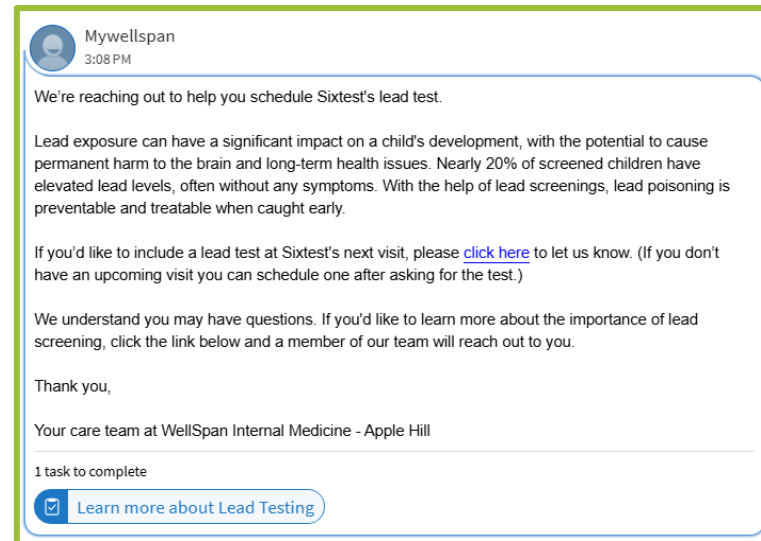 Mywellspan
3:08 PM
We're reaching out to help you schedule Sixtest's lead test.
Lead exposure can have a significant impact on a child's development, with the potential to cause
permanent harm to the brain and long-term health issues. Nearly 20% of screened children have
elevated lead levels, often without any symptoms. With the help of lead screenings, lead poisoning is
preventable and treatable when caught early.
If you'd like to include a lead test at Sixtest's next visit, please click here to let us know. (If you don't
have an upcoming visit you can schedule one after asking for the test.)
We understand you may have questions. If you'd like to learn more about the importance of lead
screening, click the link below and a member of our team will reach out to you.
Thank you,
Your care team at WellSpan Internal Medicine - Apple Hill
1 task to complete
Learn more about Lead Testing